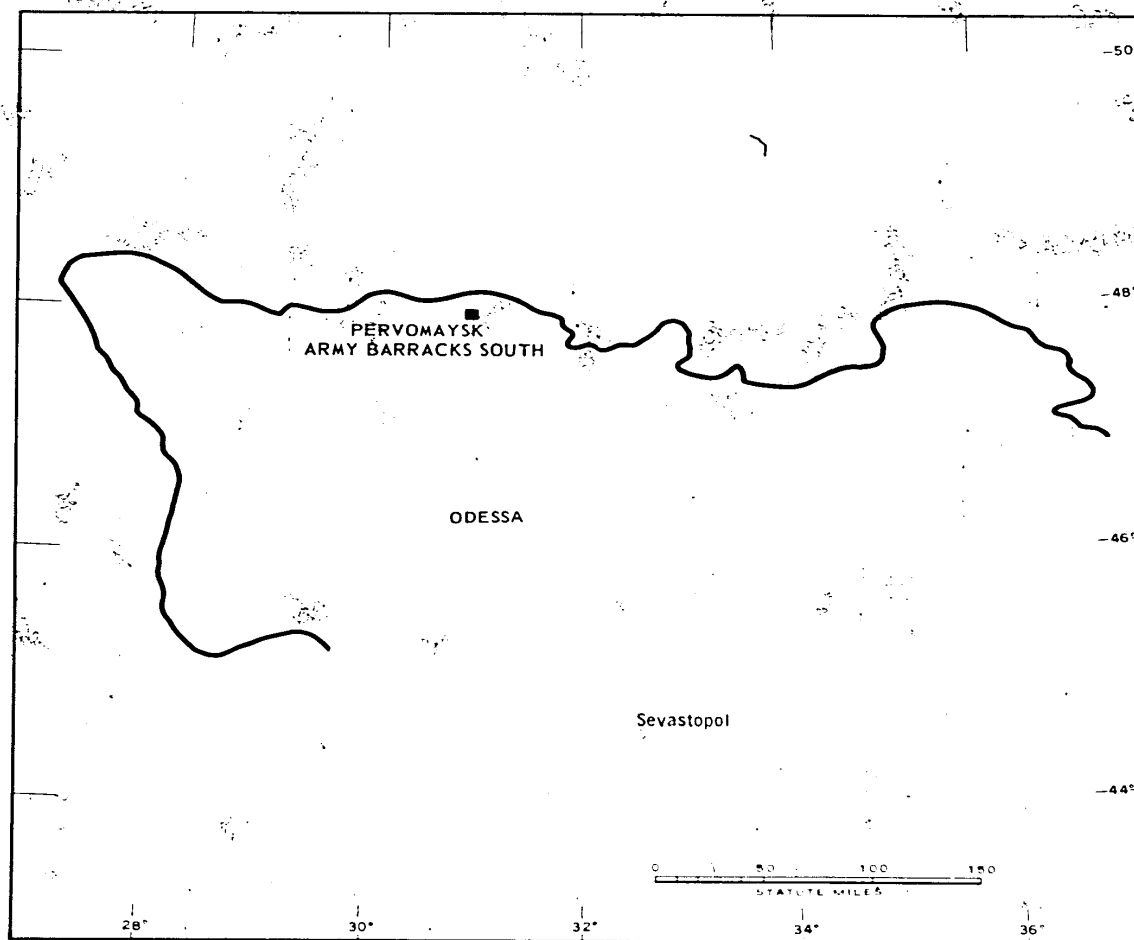 —50
—48°
PERVOMAYSK
ARMY BARRACKS SOUTH
ODESSA
—46°
Sevastopol
—44°
0 50 100 150
STATUTE MILES
28° 30° 32° 34° 36°